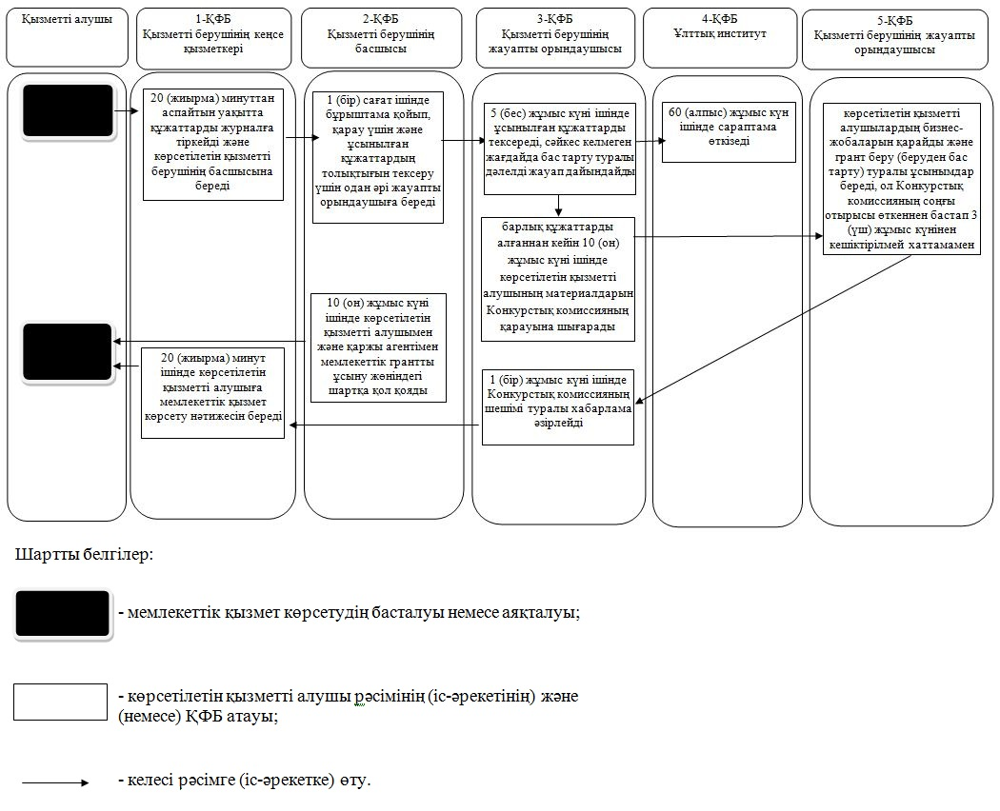 Қызметті алушы
1-ҚФБ
Қызметті берушінің кеңсе
қызметкері
2-ҚФБ
Қызметті берушінің
басшысы
3-ҚФБ
Қызметті берушінің
жауапты орындаушысы
4-ҚФБ
Ұлттық институт
5-ҚФБ
Қызметті берушінің жауапты
орындаушысы
20 (жиырма) минуттан
аспайтын уақытта
құжаттарды журналға
тіркейді және
көрсетілетін қызметті
берушінің басшысына
береді
1 (бір) сағат ішінде
бұрыштама қойып,
қарау үшін және
ұсынылған
құжаттардың
толықтығын тексеру
үшін одан әрі жауапты
орындаушыға береді
5 (бес) жұмыс күні ішінде
ұсынылған құжаттарды
тексереді, сәйкес келмеген
жағдайда бас тарту туралы
дәлелді жауап дайындайды
60 (алпыс) жұмыс күн
ішінде сараптама
өткізеді
көрсетілетін қызметті
алушылардың бизнес-
жобаларын қарайды және
грант беру (беруден бас
тарту) туралы ұсынымдар
береді, ол Конкурстық
комиссияның соңғы
отырысы өткеннен бастап 3
(үш) жұмыс күнінен
кешіктірілмей хаттамамен
барлық құжаттарды
алғаннан кейін 10 (он)
жұмыс күні ішінде
көрсетілетін қызметті
алушының материалдарын
Конкурстық комиссияның
қарауына шығарады
10 (он) жұмыс күні
ішінде көрсетілетін
қызметті алушымен
және қаржы агентімен
мемлекеттік грантты
ұсыну жөніндегі
шартқа қол қояды
20 (жиырма) минут
ішінде көрсетілетін
қызметті алушыға
мемлекеттік қызмет
көрсету нәтижесін береді
1 (бір) жұмыс күні ішінде
Конкурстық комиссияның
шешімі туралы хабарлама
әзірлейді
Шартты белгілер:
- мемлекеттік қызмет көрсетудің басталуы немесе аяқталуы;
- көрсетілетін қызметті алушы рәсімінің (іс-әрекетінің) және
(немесе) ҚФБ атауы;
- келесі рәсімге (іс-әрекетке) өту.